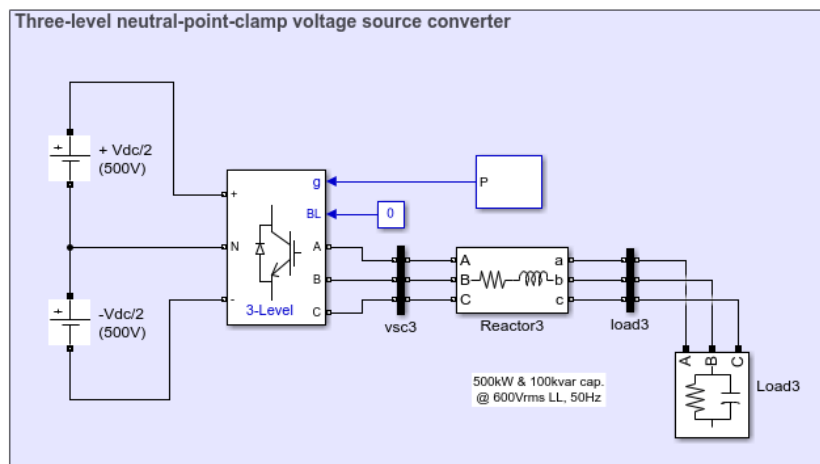 Three-level neutral-point-clamp voltage source converter
+ Vdc/2
(500V)
+
+
N
-
g
BL
A
B
C
3-Level
P
0
vsc3
A
B
C
a
b
c
Reactor3
load3
-Vdc/2
(500V)
+
500kW & 100kvar cap.
@ 600Vrms LL, 50Hz
A
B
C
Load3